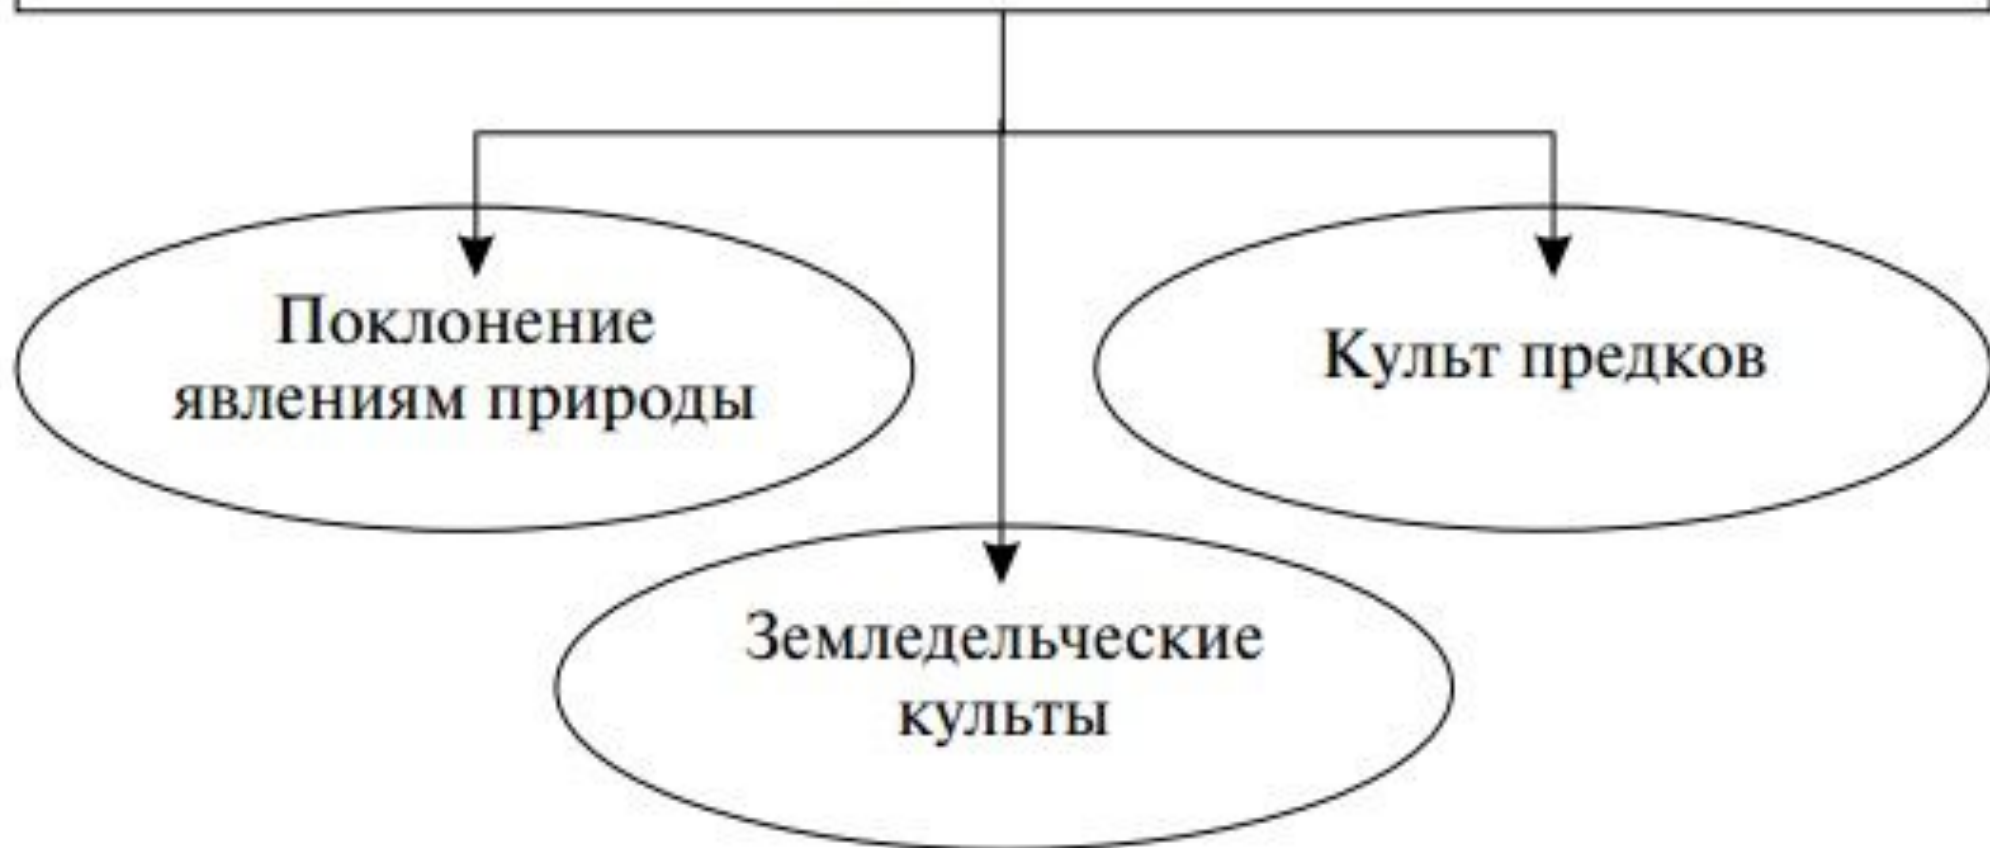 Поклонение
явлениям природы
Культ предков
Земледельческие
культы